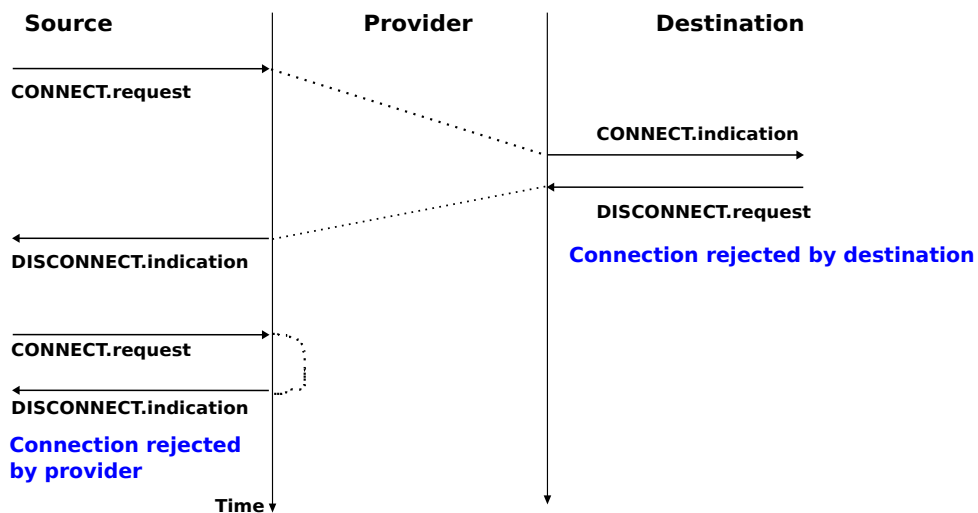 Source
Provider
Destination
CONNECT.request
CONNECT.indication
DISCONNECT.request
Connection rejected by destination
DISCONNECT.indication
CONNECT.request
DISCONNECT.indication
Connection rejected
by provider
Time